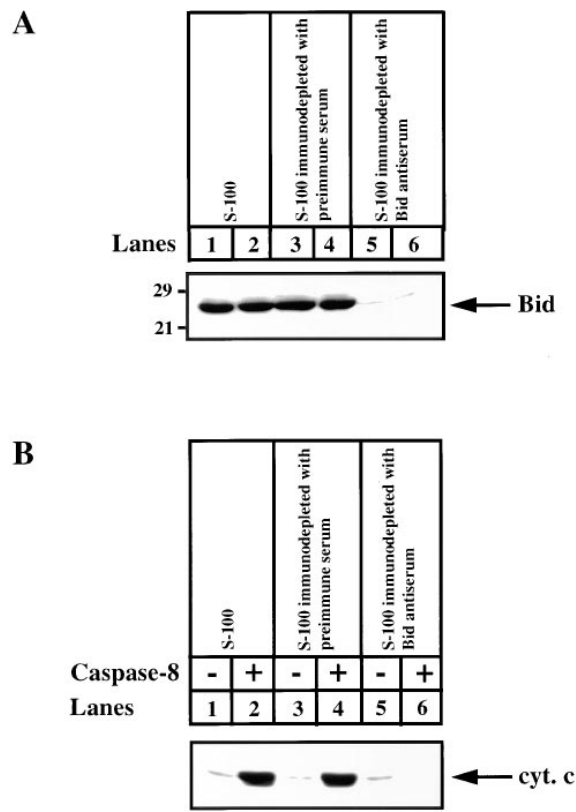 A
S-100
S-100 immunodepleted with
preimmune serum
S-100 immunodepleted with
Bid antiserum
Lanes 1 2 3 4 5 6
29
21
Bid
B
S-100
S-100 immunodepleted with
preimmune serum
S-100 immunodepleted with
Bid antiserum
Caspase-8 - + - + - +
Lanes 1 2 3 4 5 6
cyt. c